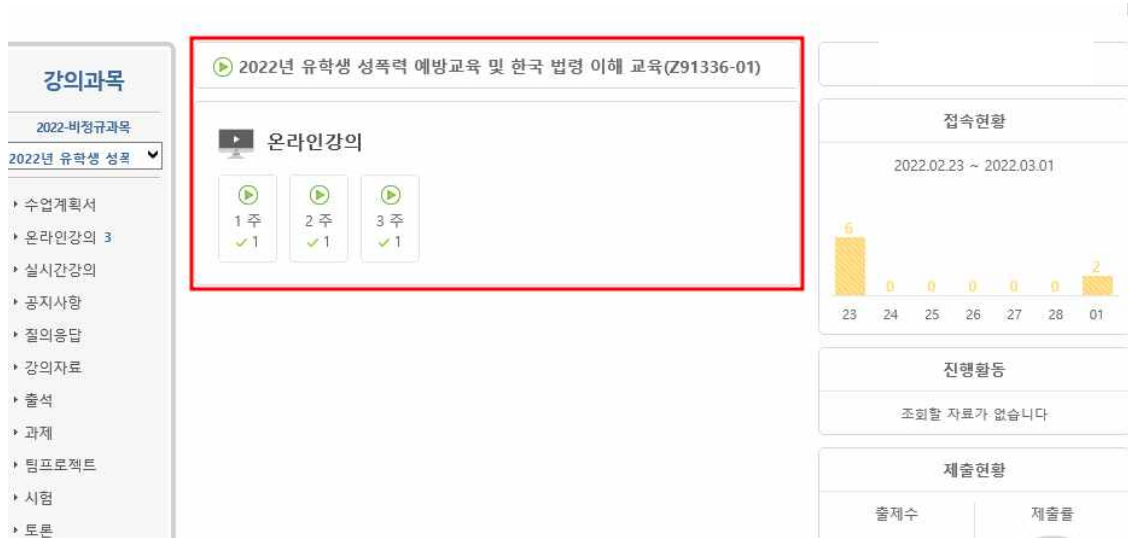 강의과목
2022-비정규과목
2022년 유학생 성폭
수업계획서
온라인강의 3
실시간강의
공지사항
질의응답
강의자료
출석
과제
팀프로젝트
시험
토론
2022년 유학생 성폭력 예방교육 및 한국 법령 이해 교육(Z91336-01)
온라인강의
1 주
1
2 주
1
3 주
1
접속현황
2022.02.23 ~ 2022.03.01
6 0 0 0 0 0 2
23 24 25 26 27 28 01
진행활동
조회할 자료가 없습니다
제출현황
출제수 제출률